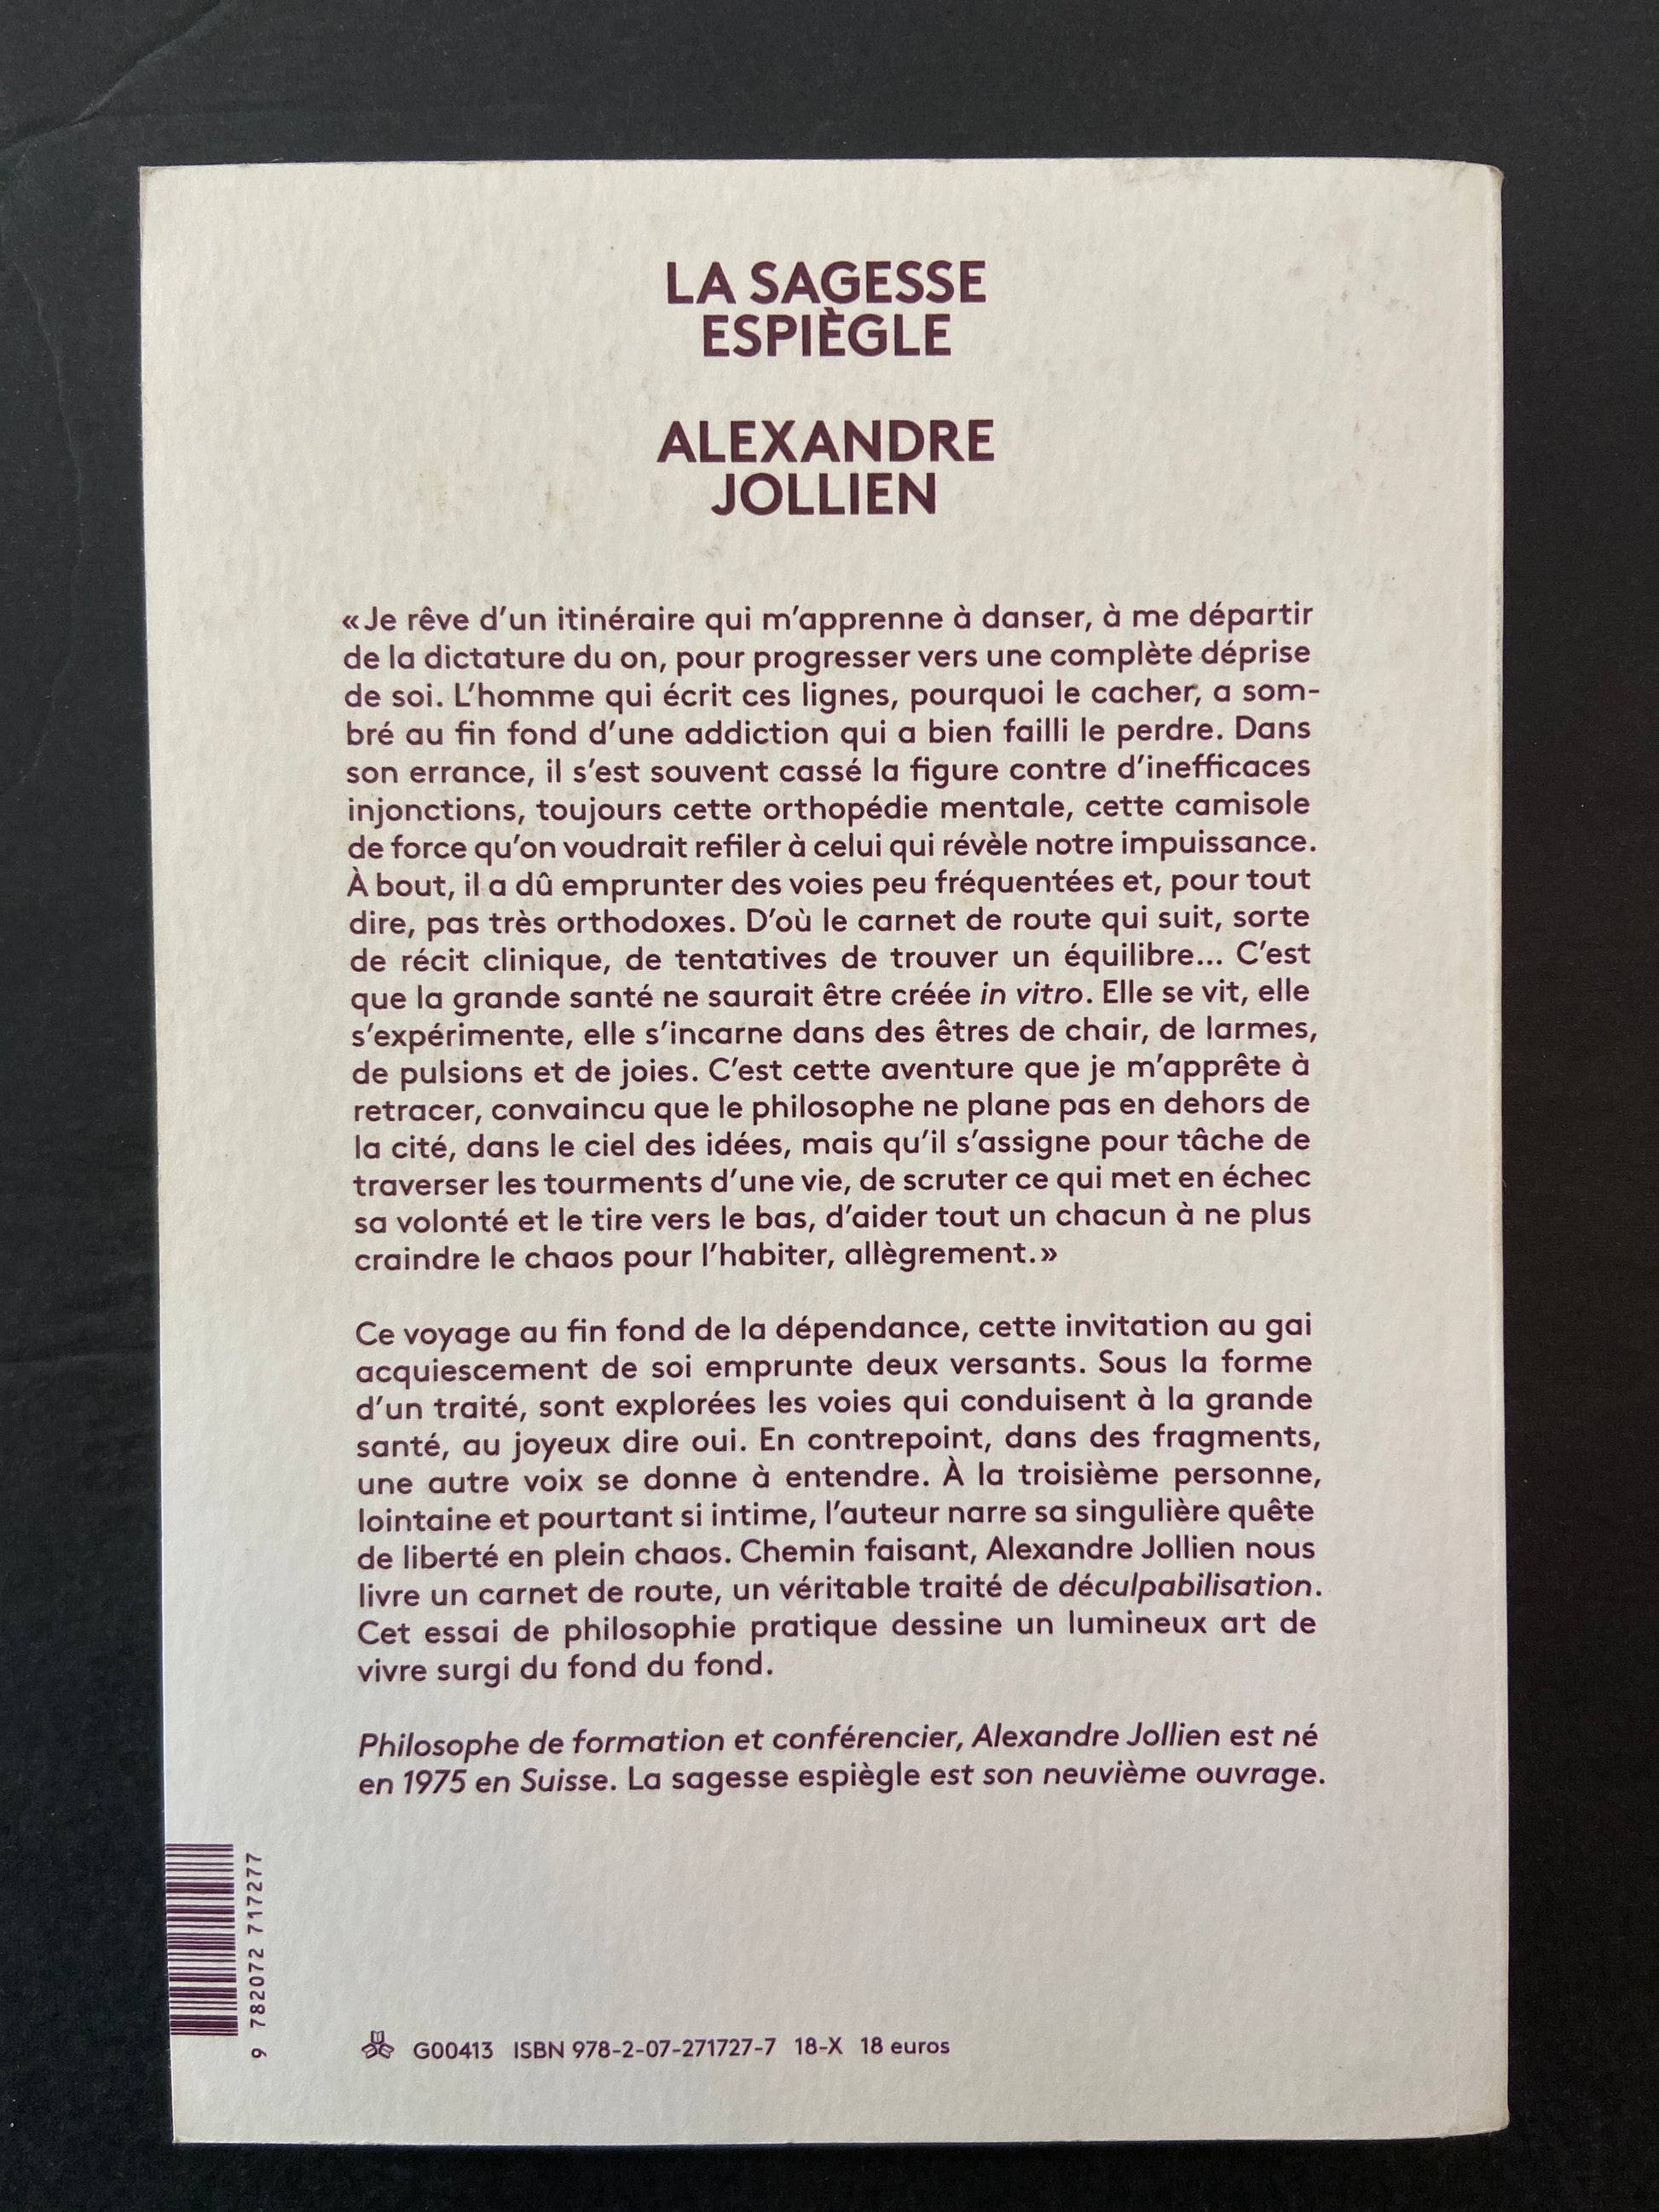 LA SAGESSE
ESPIÈGLE
ALEXANDRE
JOLLIEN
«Je rêve d’un itinéraire qui m’apprenne à danser, à me départir
de la dictature du on, pour progresser vers une complète déprise
de soi. L’homme qui écrit ces lignes, pourquoi le cacher, a som-
bré au fin fond d’une addiction qui a bien failli le perdre. Dans
son errance, il s’est souvent cassé la figure contre d’inefficaces
injonctions, toujours cette orthopédie mentale, cette camisole
de force qu’on voudrait refiler à celui qui révèle notre impuissance.
À bout, il a dû emprunter des voies peu fréquentées et, pour tout
dire, pas très orthodoxes. D’où le carnet de route qui suit, sorte
de récit clinique, de tentatives de trouver un équilibre... C’est
que la grande santé ne saurait être créée in vitro. Elle se vit, elle
s’expérimente, elle s’incarne dans des êtres de chair, de larmes,
de pulsions et de joies. C’est cette aventure que je m’apprête à
retracer, convaincu que le philosophe ne plane pas en dehors de
la cité, dans le ciel des idées, mais qu’il s’assigne pour tâche de
traverser les tourments d’une vie, de scruter ce qui met en échec
sa volonté et le tire vers le bas, d’aider tout un chacun à ne plus
craindre le chaos pour l’habiter, allègrement.»
Ce voyage au fin fond de la dépendance, cette invitation au gai
acquiescement de soi emprunte deux versants. Sous la forme
d’un traité, sont explorées les voies qui conduisent à la grande
santé, au joyeux dire oui. En contrepoint, dans des fragments,
une autre voix se donne à entendre. À la troisième personne,
lointaine et pourtant si intime, l’auteur narre sa singulière quête
de liberté en plein chaos. Chemin faisant, Alexandre Jollien nous
livre un carnet de route, un véritable traité de déculpabilisation.
Cet essai de philosophie pratique dessine un lumineux art de
vivre surgi du fond du fond.
Philosophe de formation et conférencier, Alexandre Jollien est né
en 1975 en Suisse. La sagesse espiègle est son neuvième ouvrage.
9 782072 717277
G00413 ISBN 978-2-07-271727-7 18-X 18 euros